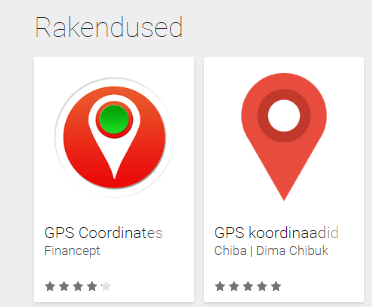 Rakendused
GPS Coordinates
Financept
GPS koordinaadid
Chiba | Dima Chibuk